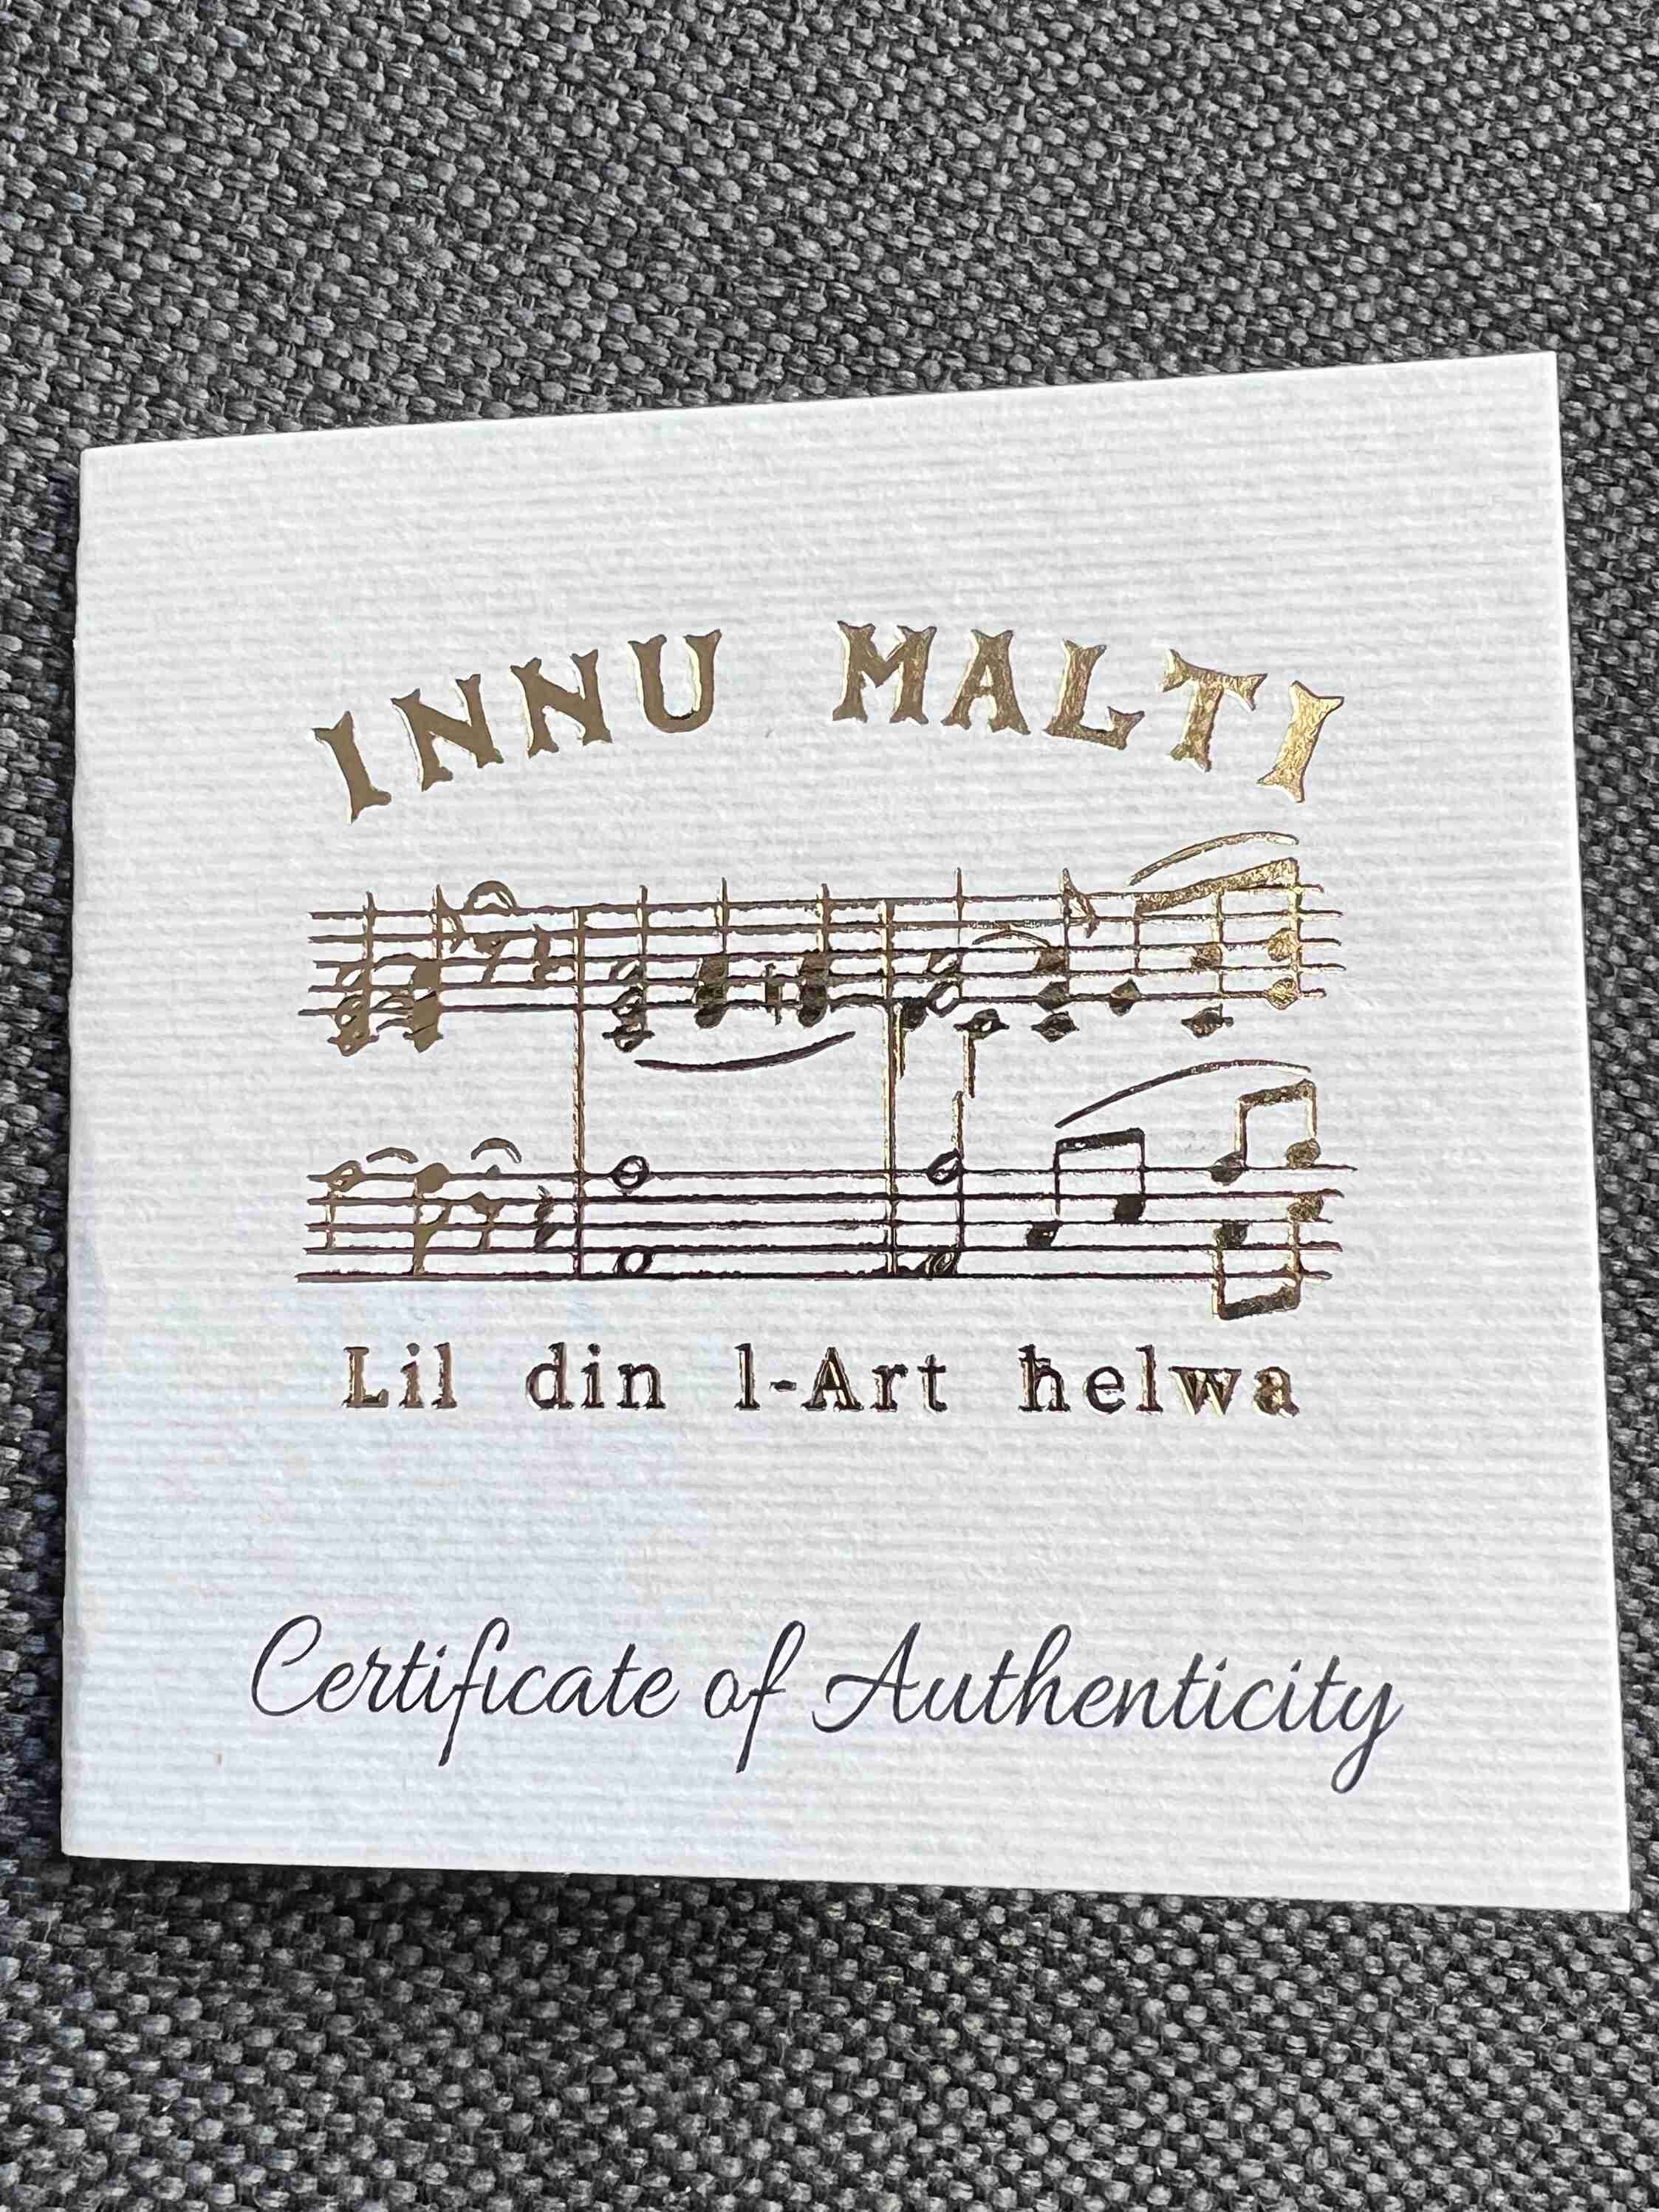 INNU MALTI
Lil din l-Art ħelwa
Certificate of Authenticity